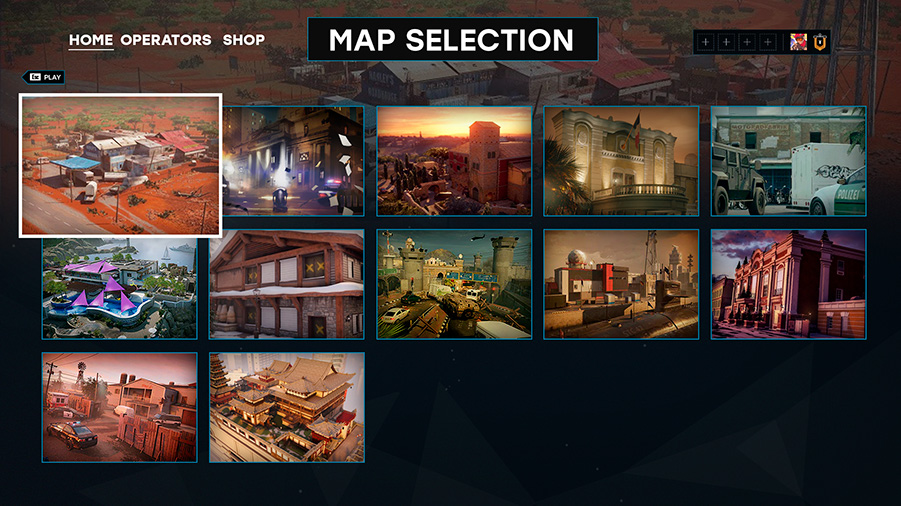 HOME OPERATORS SHOP
MAP SELECTION
Esc PLAY
POLIZEI